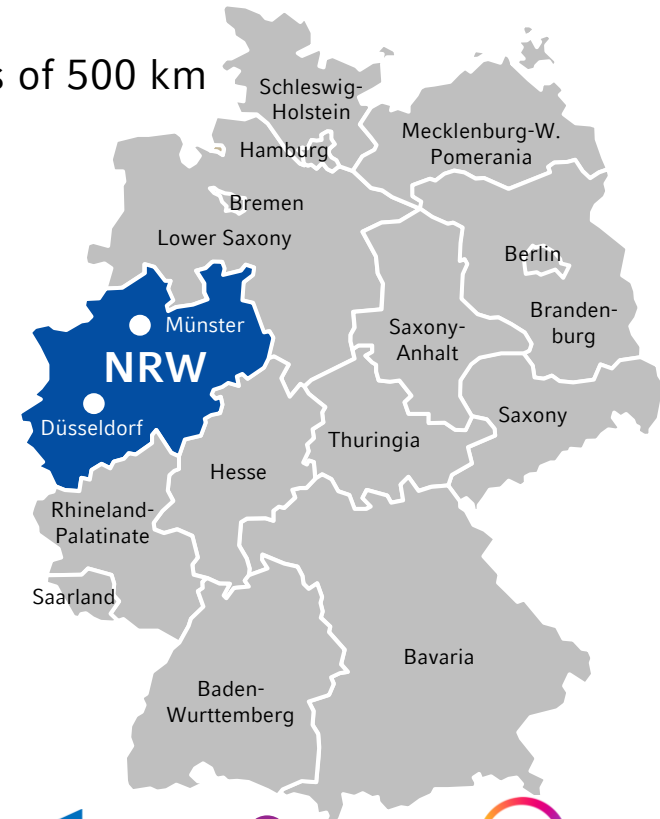 s of 500 km
Schleswig-
Holstein
Mecklenburg-W.
Pomerania
Hamburg
Bremen
Lower Saxony
Berlin
Branden-
burg
Münster
Saxony-
Anhalt
NRW
Düsseldorf
Saxony
Thuringia
Hesse
Rhineland-
Palatinate
Saarland
Bavaria
Baden-
Wurttemberg